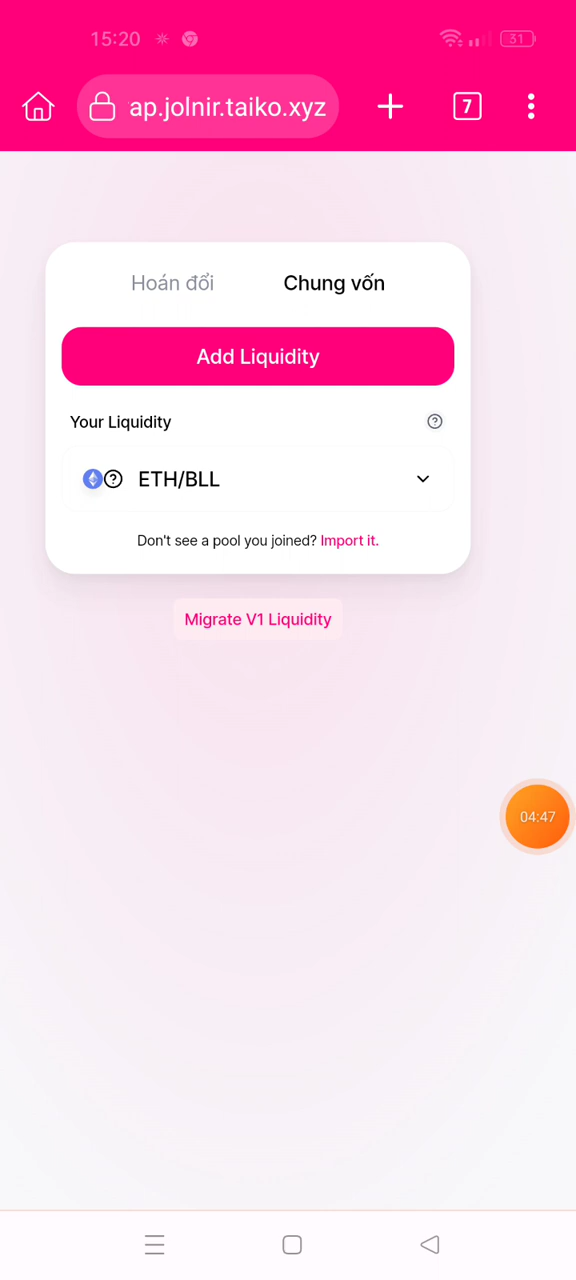 15:20
31
ap.jolnir.taiko.xyz
7
Hoán đổi
Chung vốn
Add Liquidity
Your Liquidity
ETH/BLL
Don't see a pool you joined? Import it.
Migrate V1 Liquidity
04:47